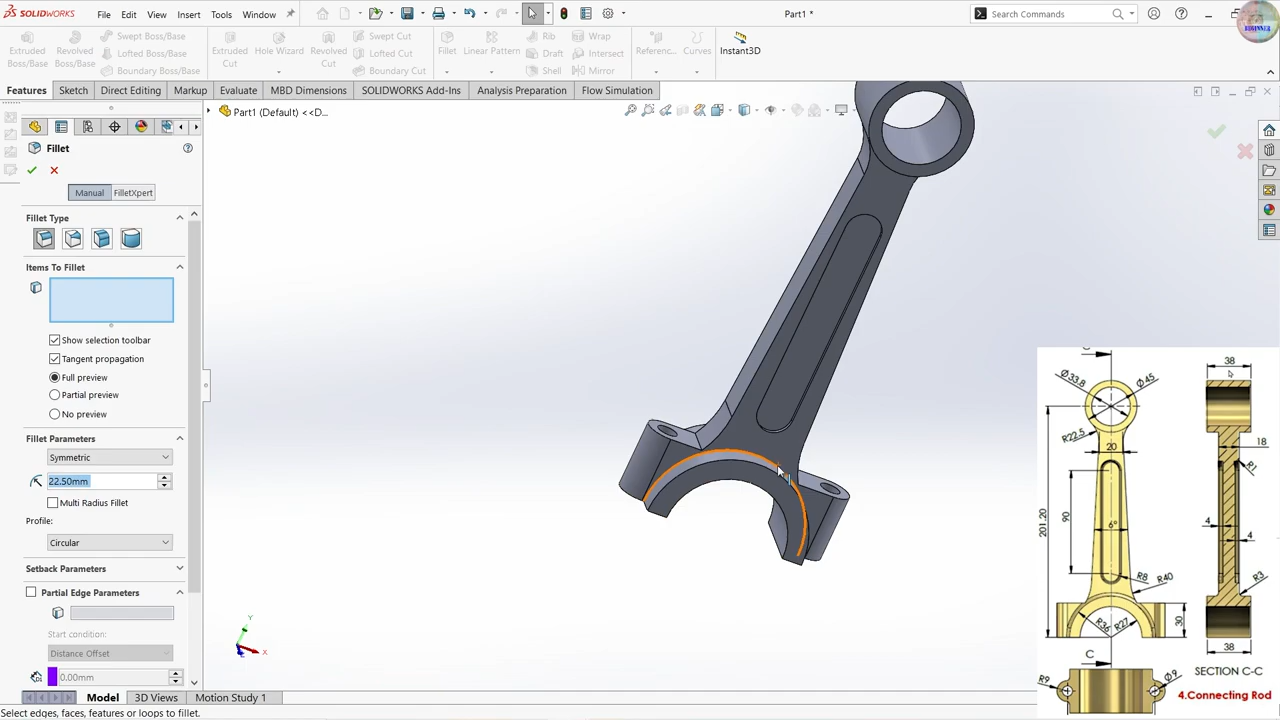 SOLIDWORKS
File Edit View Insert Tools Window
Part1 *
Search Commands
BEGINNER
Extruded Boss/Base
Revolved Boss/Base
Swept Boss/Base
Lofted Boss/Base
Boundary Boss/Base
Extruded Cut
Hole Wizard
Revolved Cut
Swept Cut
Lofted Cut
Boundary Cut
Fillet
Linear Pattern
Rib
Draft
Shell
Wrap
Intersect
Mirror
Referenc...
Curves
Instant3D
Features Sketch Direct Editing Markup Evaluate MBD Dimensions SOLIDWORKS Add-Ins Analysis Preparation Flow Simulation
Part1 (Default) <<D...
Fillet
Manual FilletXpert
Fillet Type
Items To Fillet
Show selection toolbar
Tangent propagation
Full preview
Partial preview
No preview
Fillet Parameters
Symmetric
22.50mm
Multi Radius Fillet
Profile:
Circular
Setback Parameters
Partial Edge Parameters
Start condition:
Distance Offset
0.00mm
Y
X
38
Ø33.8
Ø45
R22.5
20
18
R1
201.20
90
6°
4
4
R8
R40
R3
R36
R27
30
C
38
SECTION C-C
R9
Ø9
4.Connecting Rod
Model 3D Views Motion Study 1
Select edges, faces, features or loops to fillet.